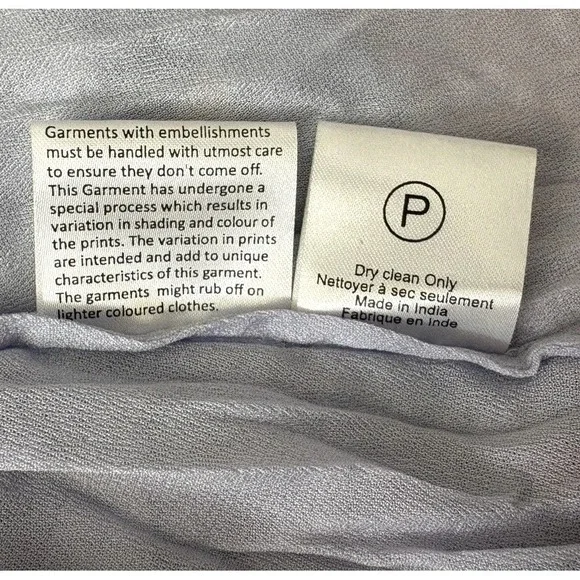 Garments with embellishments
must be handled with utmost care
to ensure they don't come off.
This Garment has undergone a
special process which results in
variation in shading and colour of
the prints. The variation in prints
are intended and add to unique
characteristics of this garment.
The garments might rub off on
lighter coloured clothes.
P
Dry clean Only
Nettoyer à sec seulement
Made in India
Fabrique en Inde